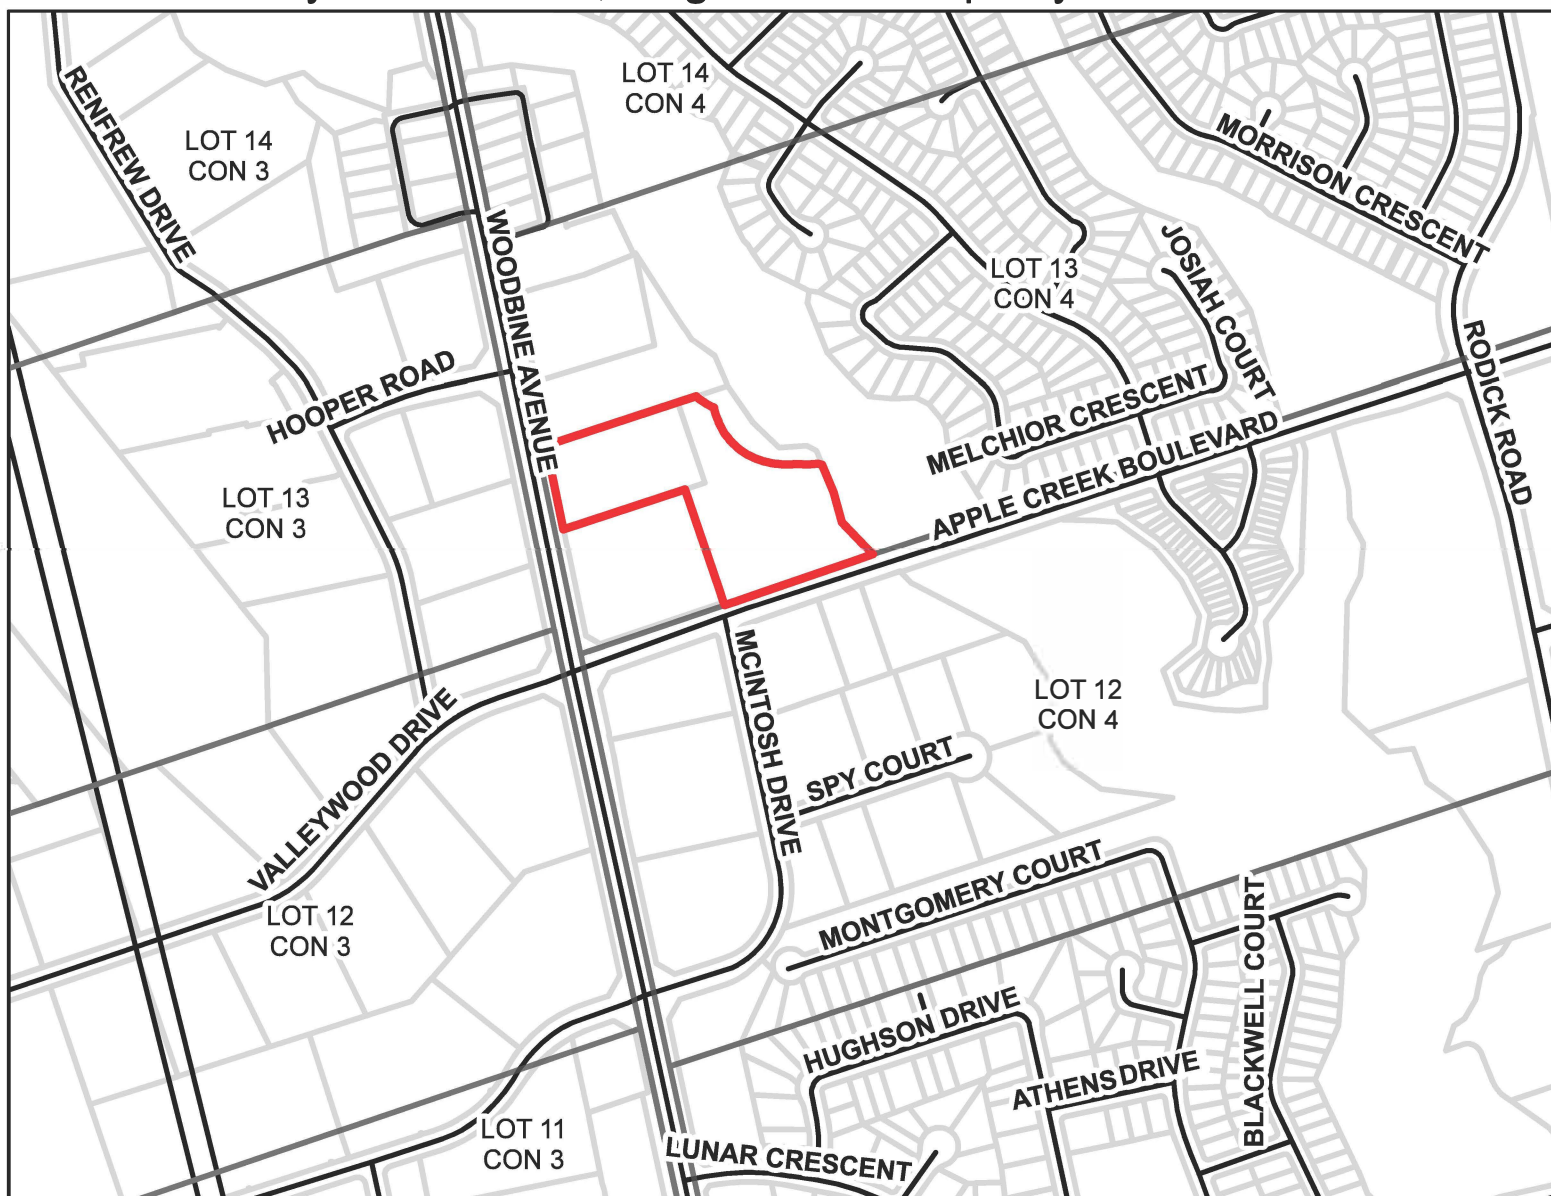 LOT 14
CON 4
RENFREW DRIVE
LOT 14
CON 3
MORRISON CRESCENT
WOODBINE AVENUE
JOSIAH COURT
LOT 13
CON 4
RODICK ROAD
HOOPER ROAD
MELCHIOR CRESCENT
APPLE CREEK BOULEVARD
LOT 13
CON 3
MCINTOSH DRIVE
LOT 12
CON 4
VALLEYWOOD DRIVE
SPY COURT
MONTGOMERY COURT
BLACKWELL COURT
LOT 12
CON 3
HUGHSON DRIVE
ATHENS DRIVE
LOT 11
CON 3
LUNAR CRESCENT